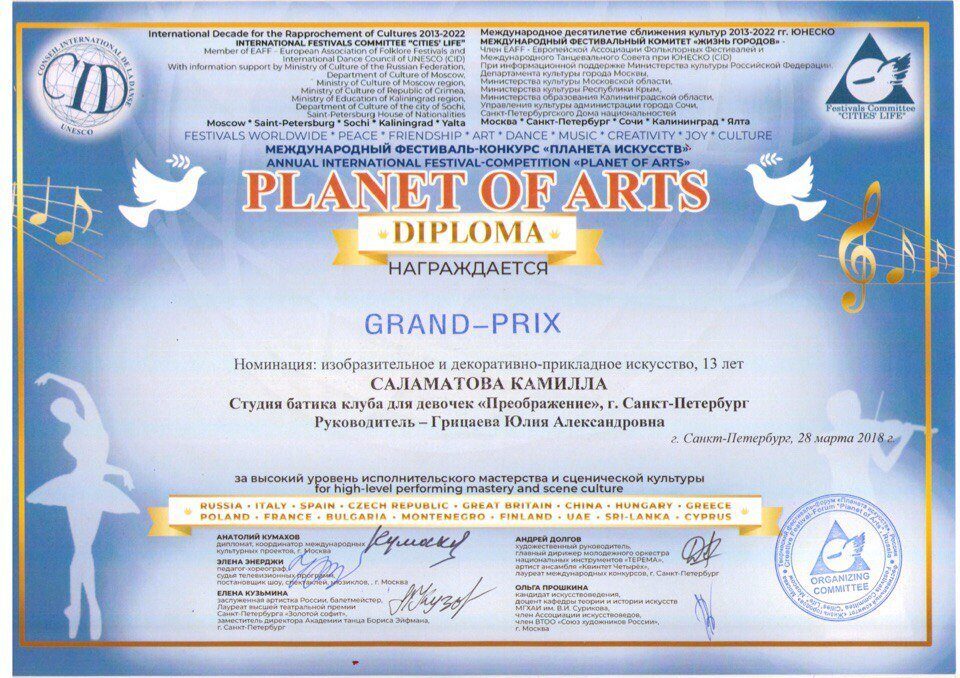 CONSEIL INTERNATIONAL DE LA DANSE
CID
UNESCO
International Decade for the Rapprochement of Cultures 2013-2022
INTERNATIONAL FESTIVALS COMMITTEE "CITIES' LIFE"
Member of EAFF - European Association of Folklore Festivals and
International Dance Council of UNESCO (CID)
With information support by Ministry of Culture of the Russian Federation,
Department of Culture of Moscow,
Ministry of Culture of Moscow region,
Ministry of Culture of Republic of Crimea,
Ministry of Education of Kaliningrad region,
Department of Culture of the city of Sochi,
Saint-Petersburg House of Nationalities
Moscow * Saint-Petersburg * Sochi * Kaliningrad * Yalta
Международное десятилетие сближения культур 2013-2022 гг. ЮНЕСКО
МЕЖДУНАРОДНЫЙ ФЕСТИВАЛЬНЫЙ КОМИТЕТ «ЖИЗНЬ ГОРОДОВ» -
Член EAFF - Европейской Ассоциации Фольклорных Фестивалей и
Международного Танцевального Совета при ЮНЕСКО (CID)
При информационной поддержке Министерства культуры Российской Федерации,
Департамента культуры города Москвы,
Министерства культуры Московской области,
Министерства культуры Республики Крым,
Министерства образования Калининградской области,
Управления культуры администрации города Сочи,
Санкт-Петербургского Дома национальностей
Москва * Санкт-Петербург * Сочи * Калининград * Ялта
Festivals Committee
"CITIES' LIFE"
FESTIVALS WORLDWIDE * PEACE * FRIENDSHIP * ART * DANCE * MUSIC * CREATIVITY * JOY * CULTURE
МЕЖДУНАРОДНЫЙ ФЕСТИВАЛЬ-КОНКУРС «ПЛАНЕТА ИСКУССТВ»
ANNUAL INTERNATIONAL FESTIVAL-COMPETITION «PLANET OF ARTS»
PLANET OF ARTS
DIPLOMA
НАГРАЖДАЕТСЯ
GRAND-PRIX
Номинация: изобразительное и декоративно-прикладное искусство, 13 лет
САЛАМАТОВА КАМИЛЛА
Студия батика клуба для девочек «Преображение», г. Санкт-Петербург
Руководитель – Грицаева Юлия Александровна
г. Санкт-Петербург, 28 марта 2018 г.
за высокий уровень исполнительского мастерства и сценической культуры
for high-level performing mastery and scene culture
RUSSIA • ITALY • SPAIN • CZECH REPUBLIC • GREAT BRITAIN • CHINA • HUNGARY • GREECE
POLAND • FRANCE • BULGARIA • MONTENEGRO • FINLAND • UAE • SRI-LANKA • CYPRUS
АНАТОЛИЙ КУМАХОВ
дипломат, координатор международных
культурных проектов, г. Москва
ЭЛЕНА ЭНЕРДЖИ
педагог-хореограф,
судья телевизионных программ,
постановщик шоу, спектаклей, мюзиклов, , г. Москва
ЕЛЕНА КУЗЬМИНА
заслуженная артистка России, балетмейстер,
Лауреат высшей театральной премии
Санкт-Петербурга «Золотой софит»,
заместитель директора Академии танца Бориса Эйфмана,
г. Санкт-Петербург
АНДРЕЙ ДОЛГОВ
художественный руководитель,
главный дирижер молодежного оркестра
национальных инструментов "ТЕРЕМА",
артист ансамбля «Квинтет Четырёх»,
лауреат международных конкурсов, г. Санкт-Петербург
ОЛЬГА ПРОШКИНА
кандидат искусствоведения,
доцент кафедры теории и истории искусств
МГХАИ им. В.И. Сурикова,
член Ассоциации искусствоведов,
член ВТОО «Союз художников России»,
г. Москва
ORGANIZING
COMMITTEE